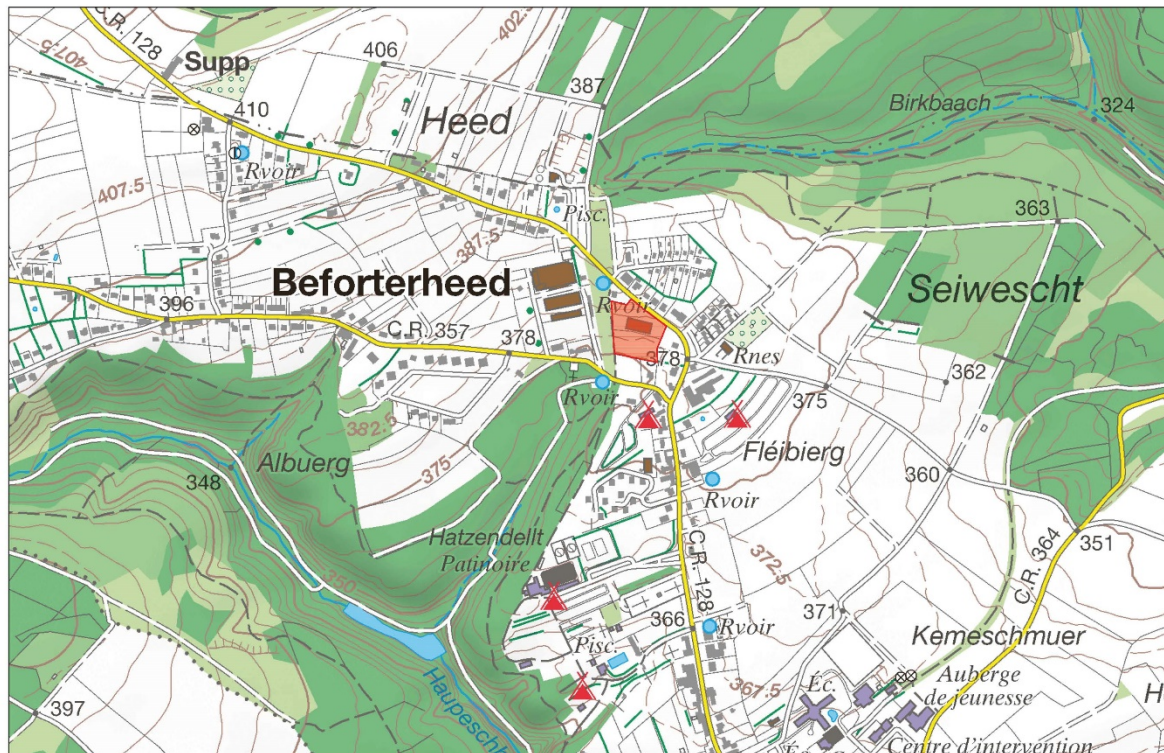 C.R. 128
Supp
407.5
406
402.5
387
410
Heed
Birkbaach
324
Rvoir
407.5
Pisc.
387.5
363
Beforterheed
Rvoir
Seiwescht
396
C.R. 357
378
378
Rnes
Rvoir
375
362
382.5
375
Albuerg
Fléibierg
348
360
Rvoir
Hatzendellt
Patinoire
C.R. 128
372.5
C.R. 364
351
350
371
366
Rvoir
Kemeschmuer
Pisc.
367.5
Éc.
Auberge
de jeunesse
397
Centre d'intervention